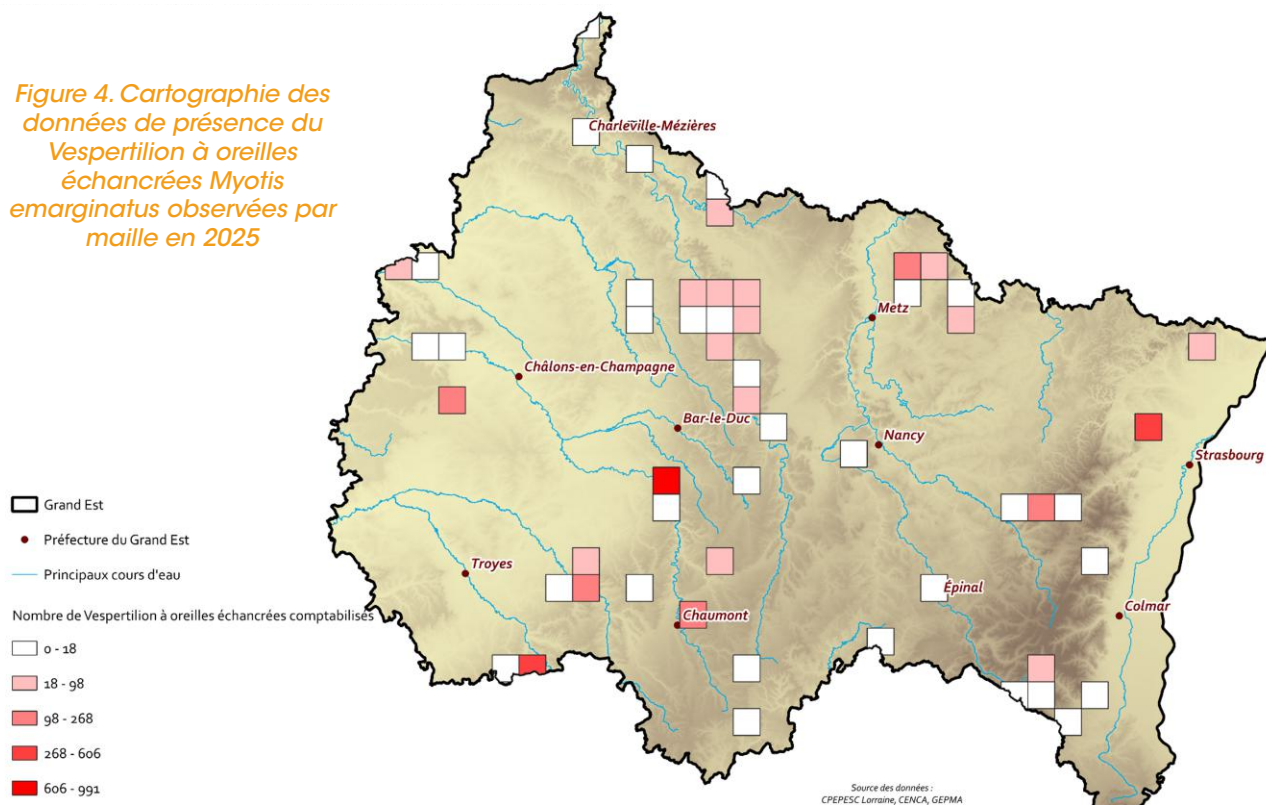 Figure 4. Cartographie des
données de présence du
Vespertilion à oreilles
échancrées Myotis
emarginatus observées par
maille en 2025
Charleville-Mézières
Metz
Châlons-en-Champagne
Bar-le-Duc
Nancy
Strasbourg
Troyes
Épinal
Chaumont
Colmar
Grand Est
Préfecture du Grand Est
Principaux cours d'eau
Nombre de Vespertilion à oreilles échancrées comptabilisés
0 - 18
18 - 98
98 - 268
268 - 606
606 - 991
Source des données :
CPEPESC Lorraine, CENCA, GEPMA